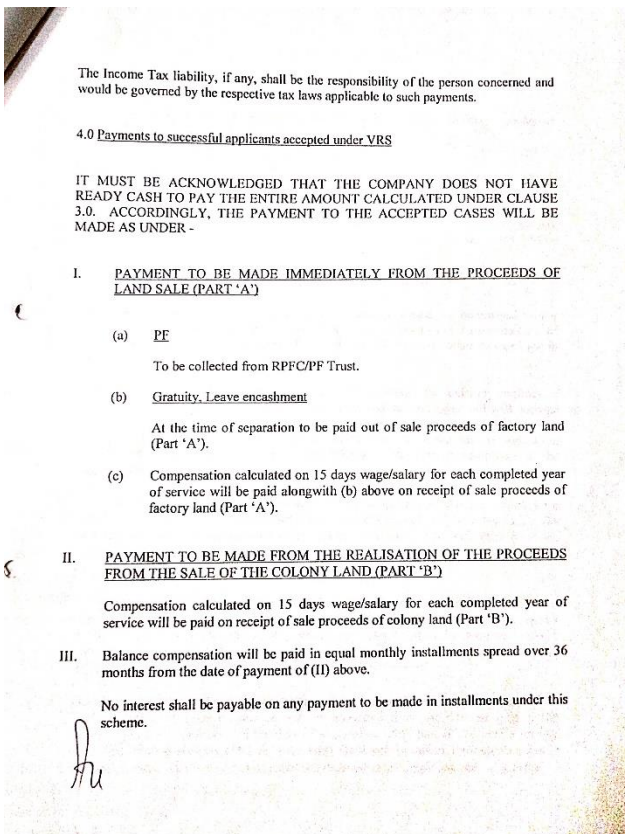 The Income Tax liability, if any, shall be the responsibility of the person concerned and
would be governed by the respective tax laws applicable to such payments.
4.0 Payments to successful applicants accepted under VRS
IT MUST BE ACKNOWLEDGED THAT THE COMPANY DOES NOT HAVE
READY CASH TO PAY THE ENTIRE AMOUNT CALCULATED UNDER CLAUSE
3.0. ACCORDINGLY, THE PAYMENT TO THE ACCEPTED CASES WILL BE
MADE AS UNDER -
I. PAYMENT TO BE MADE IMMEDIATELY FROM THE PROCEEDS OF
LAND SALE (PART ‘A’)
(a) PF
To be collected from RPFC/PF Trust.
(b) Gratuity, Leave encashment
At the time of separation to be paid out of sale proceeds of factory land
(Part ‘A’).
(c) Compensation calculated on 15 days wage/salary for each completed year
of service will be paid alongwith (b) above on receipt of sale proceeds of
factory land (Part ‘A’).
II. PAYMENT TO BE MADE FROM THE REALISATION OF THE PROCEEDS
FROM THE SALE OF THE COLONY LAND (PART ‘B’)
Compensation calculated on 15 days wage/salary for each completed year of
service will be paid on receipt of sale proceeds of colony land (Part ‘B’).
III. Balance compensation will be paid in equal monthly installments spread over 36
months from the date of payment of (II) above.
No interest shall be payable on any payment to be made in installments under this
scheme.